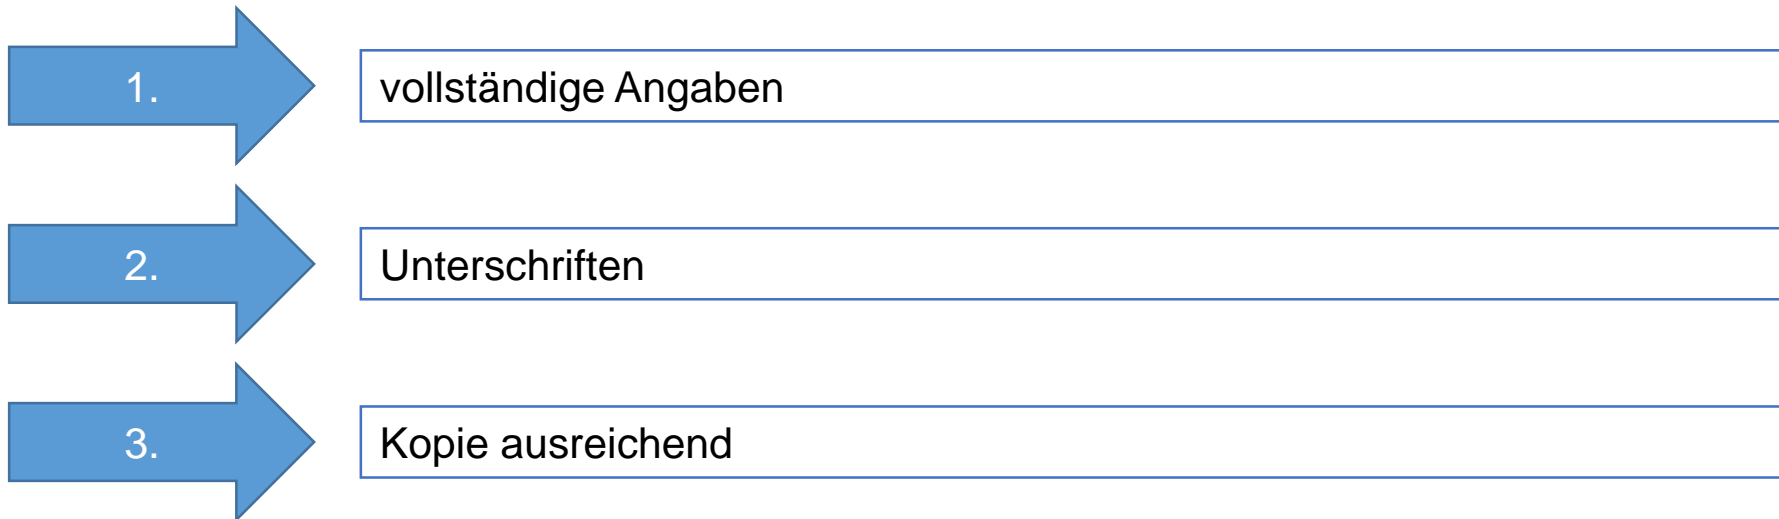 1.
vollständige Angaben
2.
Unterschriften
3.
Kopie ausreichend